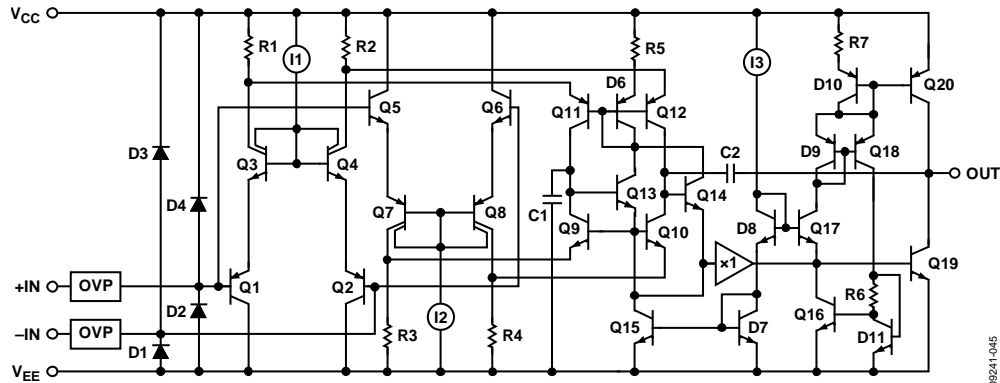 VCC
R1
I1
R2
R5
I3
R7
D6
D10
Q20
Q5
Q6
Q11
Q12
D3
Q3
Q4
D9
Q18
C2
OUT
D4
Q7
Q8
C1
Q13
Q14
Q9
Q10
D8
Q17
×1
Q19
+IN
OVP
Q1
Q2
D2
I2
R6
–IN
OVP
R3
R4
Q15
D7
Q16
D11
D1
VEE
09241-045